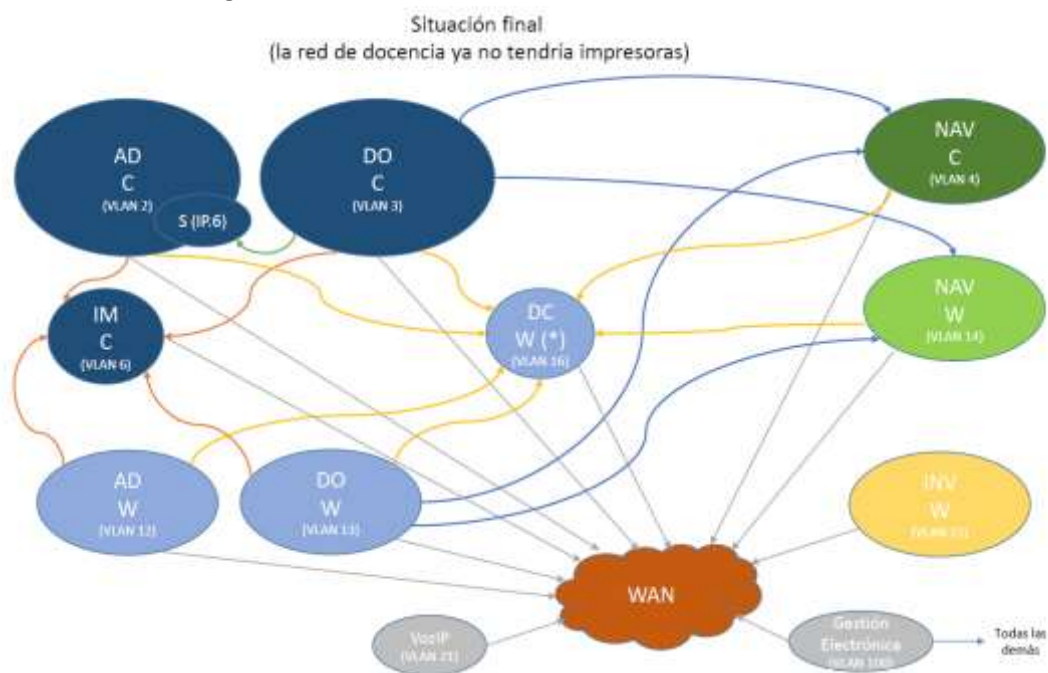 Situación final
(la red de docencia ya no tendría impresoras)
AD
C
(VLAN 2)
S (IP.6)
DO
C
(VLAN 3)
NAV
C
(VLAN 4)
IM
C
(VLAN 6)
DC
W (*)
(VLAN 16)
NAV
W
(VLAN 14)
AD
W
(VLAN 12)
DO
W
(VLAN 13)
INV
W
WAN
VozIP
(VLAN 21)
Gestión
Electrónica
(VLAN 100)
Todas las
demás